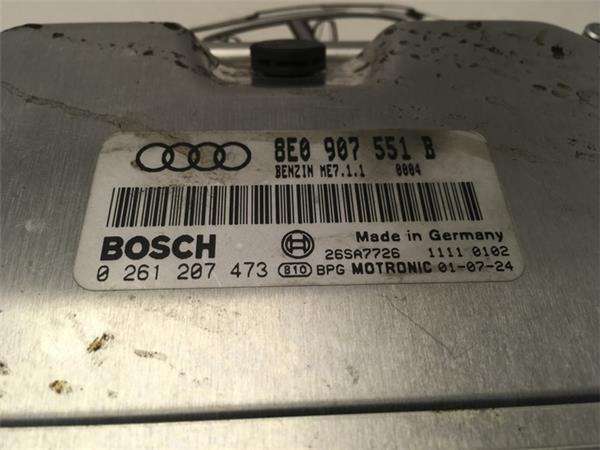 8E0 907 551 B
BENZIN ME7.1.1 0004
BOSCH
Made in Germany
26SA7726 1111 0102
0 261 207 473 810 BPG MOTRONIC 01-07-24